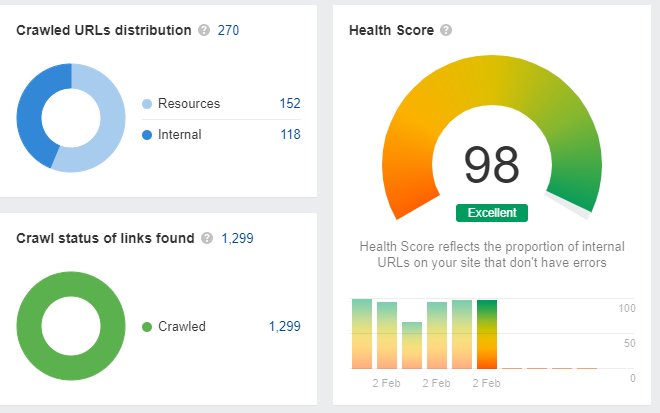 Crawled URLs distribution ? 270
Resources 152
Internal 118
Crawl status of links found ? 1,299
Crawled 1,299
Health Score ?
98
Excellent
Health Score reflects the proportion of internal
URLs on your site that don't have errors
100
50
0
2 Feb 2 Feb 2 Feb